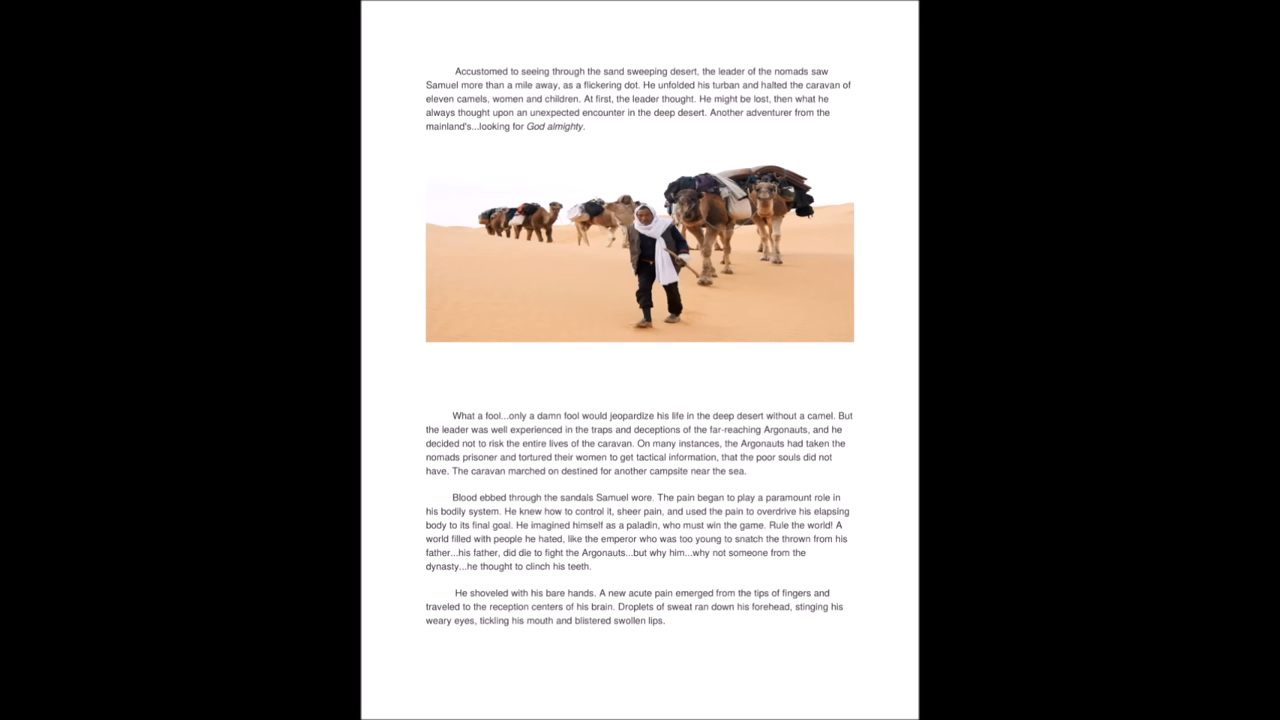 Accustomed to seeing through the sand sweeping desert, the leader of the nomads saw
Samuel more than a mile away, as a flickering dot. He unfolded his turban and halted the caravan of
eleven camels, women and children. At first, the leader thought. He might be lost, then what he
always thought upon an unexpected encounter in the deep desert. Another adventurer from the
mainland's...looking for God almighty.
What a fool...only a damn fool would jeopardize his life in the deep desert without a camel. But
the leader was well experienced in the traps and deceptions of the far-reaching Argonauts, and he
decided not to risk the entire lives of the caravan. On many instances, the Argonauts had taken the
nomads prisoner and tortured their women to get tactical information, that the poor souls did not
have. The caravan marched on destined for another campsite near the sea.
Blood ebbed through the sandals Samuel wore. The pain began to play a paramount role in
his bodily system. He knew how to control it, sheer pain, and used the pain to overdrive his elapsing
body to its final goal. He imagined himself as a paladin, who must win the game. Rule the world! A
world filled with people he hated, like the emperor who was too young to snatch the thrown from his
father...his father, did die to fight the Argonauts...but why him...why not someone from the
dynasty...he thought to clinch his teeth.
He shoveled with his bare hands. A new acute pain emerged from the tips of fingers and
traveled to the reception centers of his brain. Droplets of sweat ran down his forehead, stinging his
weary eyes, tickling his mouth and blistered swollen lips.